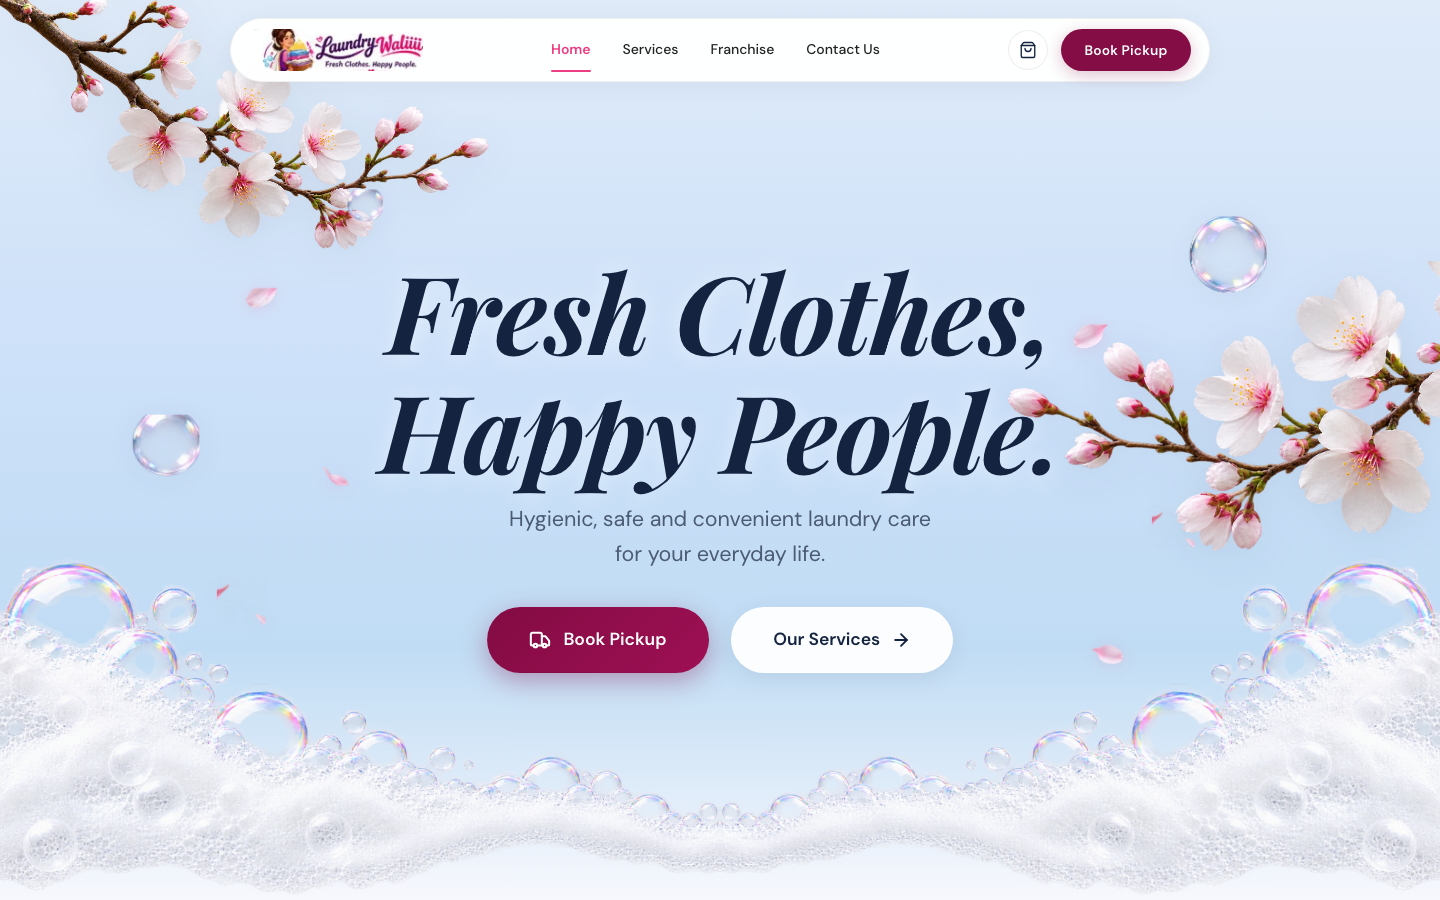 LaundryWaliiii
Fresh Clothes. Happy People.
Home
Services
Franchise
Contact Us
Book Pickup
Fresh Clothes,
Happy People.
Hygienic, safe and convenient laundry care
for your everyday life.
Book Pickup
Our Services